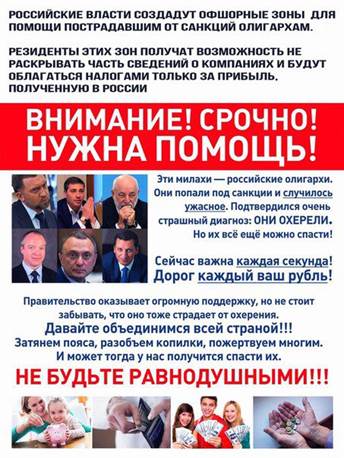 РОССИЙСКИЕ ВЛАСТИ СОЗДАДУТ ОФШОРНЫЕ ЗОНЫ ДЛЯ
ПОМОЩИ ПОСТРАДАВШИМ ОТ САНКЦИЙ ОЛИГАРХАМ.
РЕЗИДЕНТЫ ЭТИХ ЗОН ПОЛУЧАТ ВОЗМОЖНОСТЬ НЕ
РАСКРЫВАТЬ ЧАСТЬ СВЕДЕНИЙ О КОМПАНИЯХ И БУДУТ
ОБЛАГАТЬСЯ НАЛОГАМИ ТОЛЬКО ЗА ПРИБЫЛЬ,
ПОЛУЧЕННУЮ В РОССИИ
ВНИМАНИЕ! СРОЧНО!
НУЖНА ПОМОЩЬ!
Эти милахи — российские олигархи.
Они попали под санкции и случилось
ужасное. Подтвердился очень
страшный диагноз: ОНИ ОХЕРЕЛИ.
Но их всё ещё можно спасти!
Сейчас важна каждая секунда!
Дорог каждый ваш рубль!
Правительство оказывает огромную поддержку, но не стоит
забывать, что оно тоже страдает от охерения.
Давайте объединимся всей страной!!!
Затянем пояса, разобьем копилки, пожертвуем многим.
И может тогда у нас получится спасти их.
НЕ БУДЬТЕ РАВНОДУШНЫМИ!!!